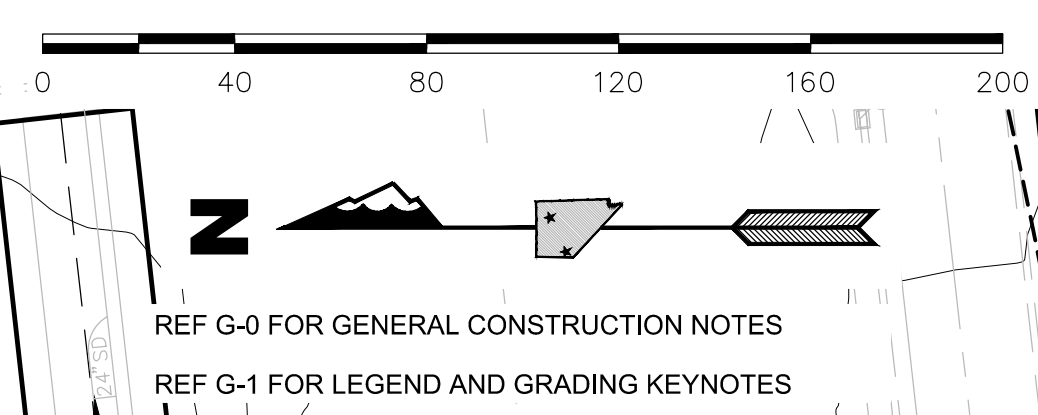 0 40 80 120 160 200
N
REF G-0 FOR GENERAL CONSTRUCTION NOTES
24"SD
REF G-1 FOR LEGEND AND GRADING KEYNOTES